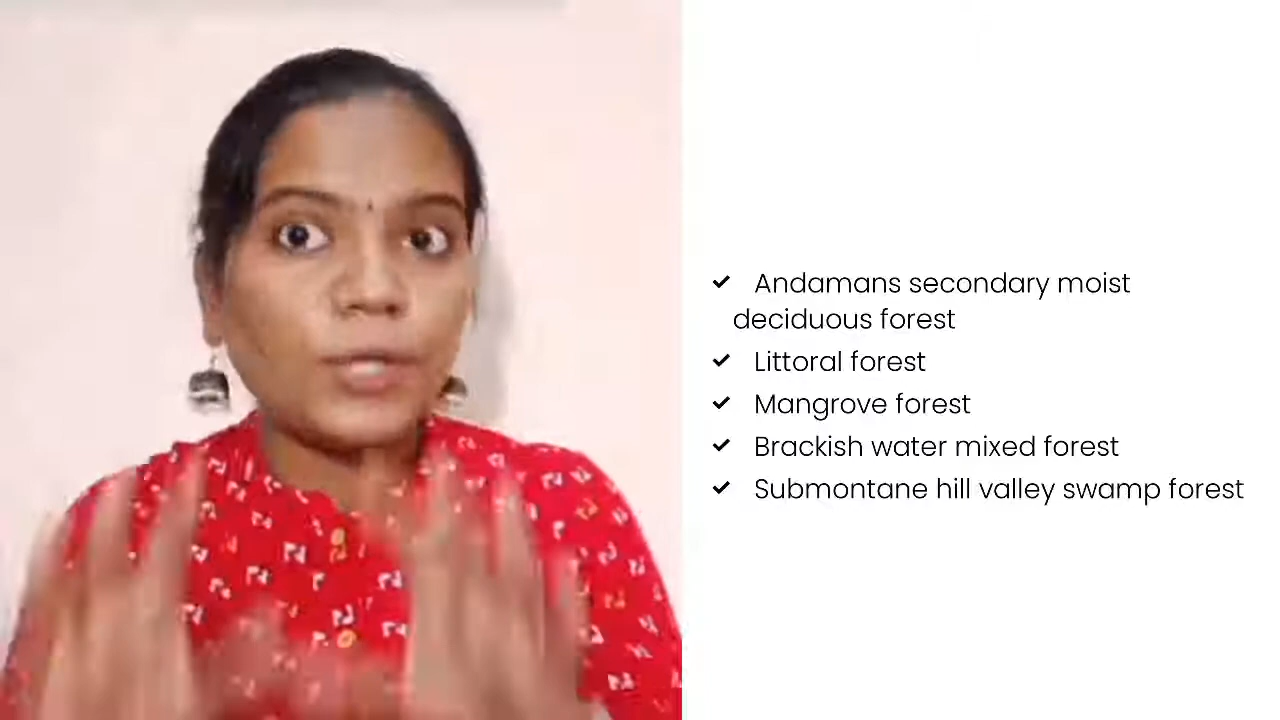 ✓ Andamans secondary moist
deciduous forest
✓ Littoral forest
✓ Mangrove forest
✓ Brackish water mixed forest
✓ Submontane hill valley swamp forest